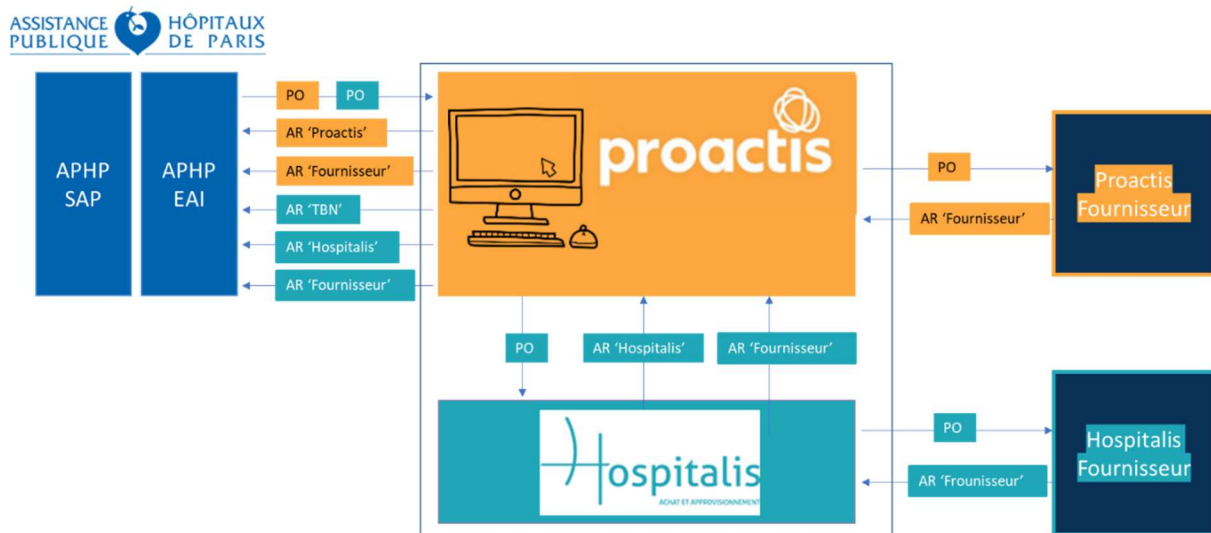 ASSISTANCE HÔPITAUX
PUBLIQUE DE PARIS
APHP
SAP
APHP
EAI
PO
PO
AR ‘Proactis’
AR ‘Fournisseur’
AR ‘TBN’
AR ‘Hospitalis’
AR ‘Fournisseur’
proactis
PO
AR ‘Fournisseur’
Proactis
Fournisseur
PO
AR ‘Hospitalis’
AR ‘Fournisseur’
Hospitalis
ACHAT ET APPROVISIONNEMENT
PO
AR ‘Frounisseur’
Hospitalis
Fournisseur